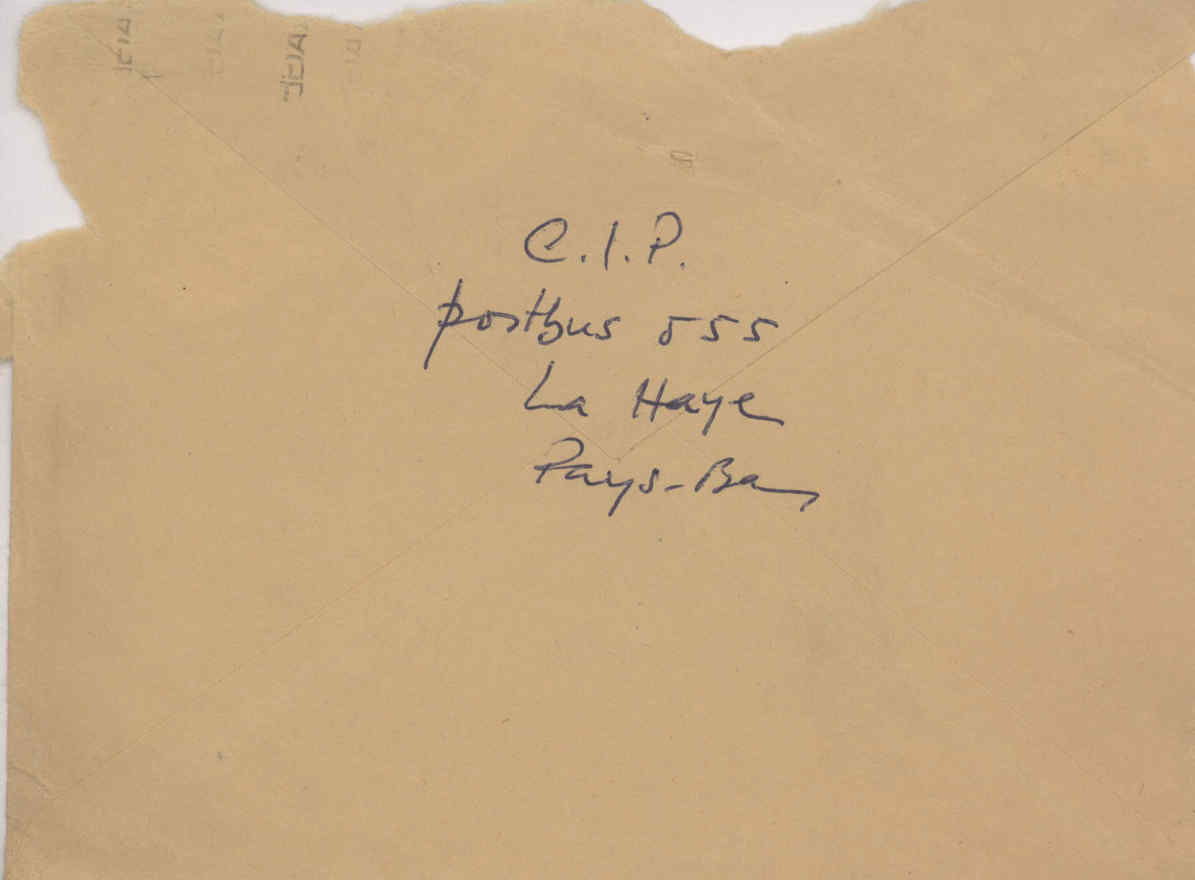 C.I.P.
postbus 555
La Haye
Pays-Bas